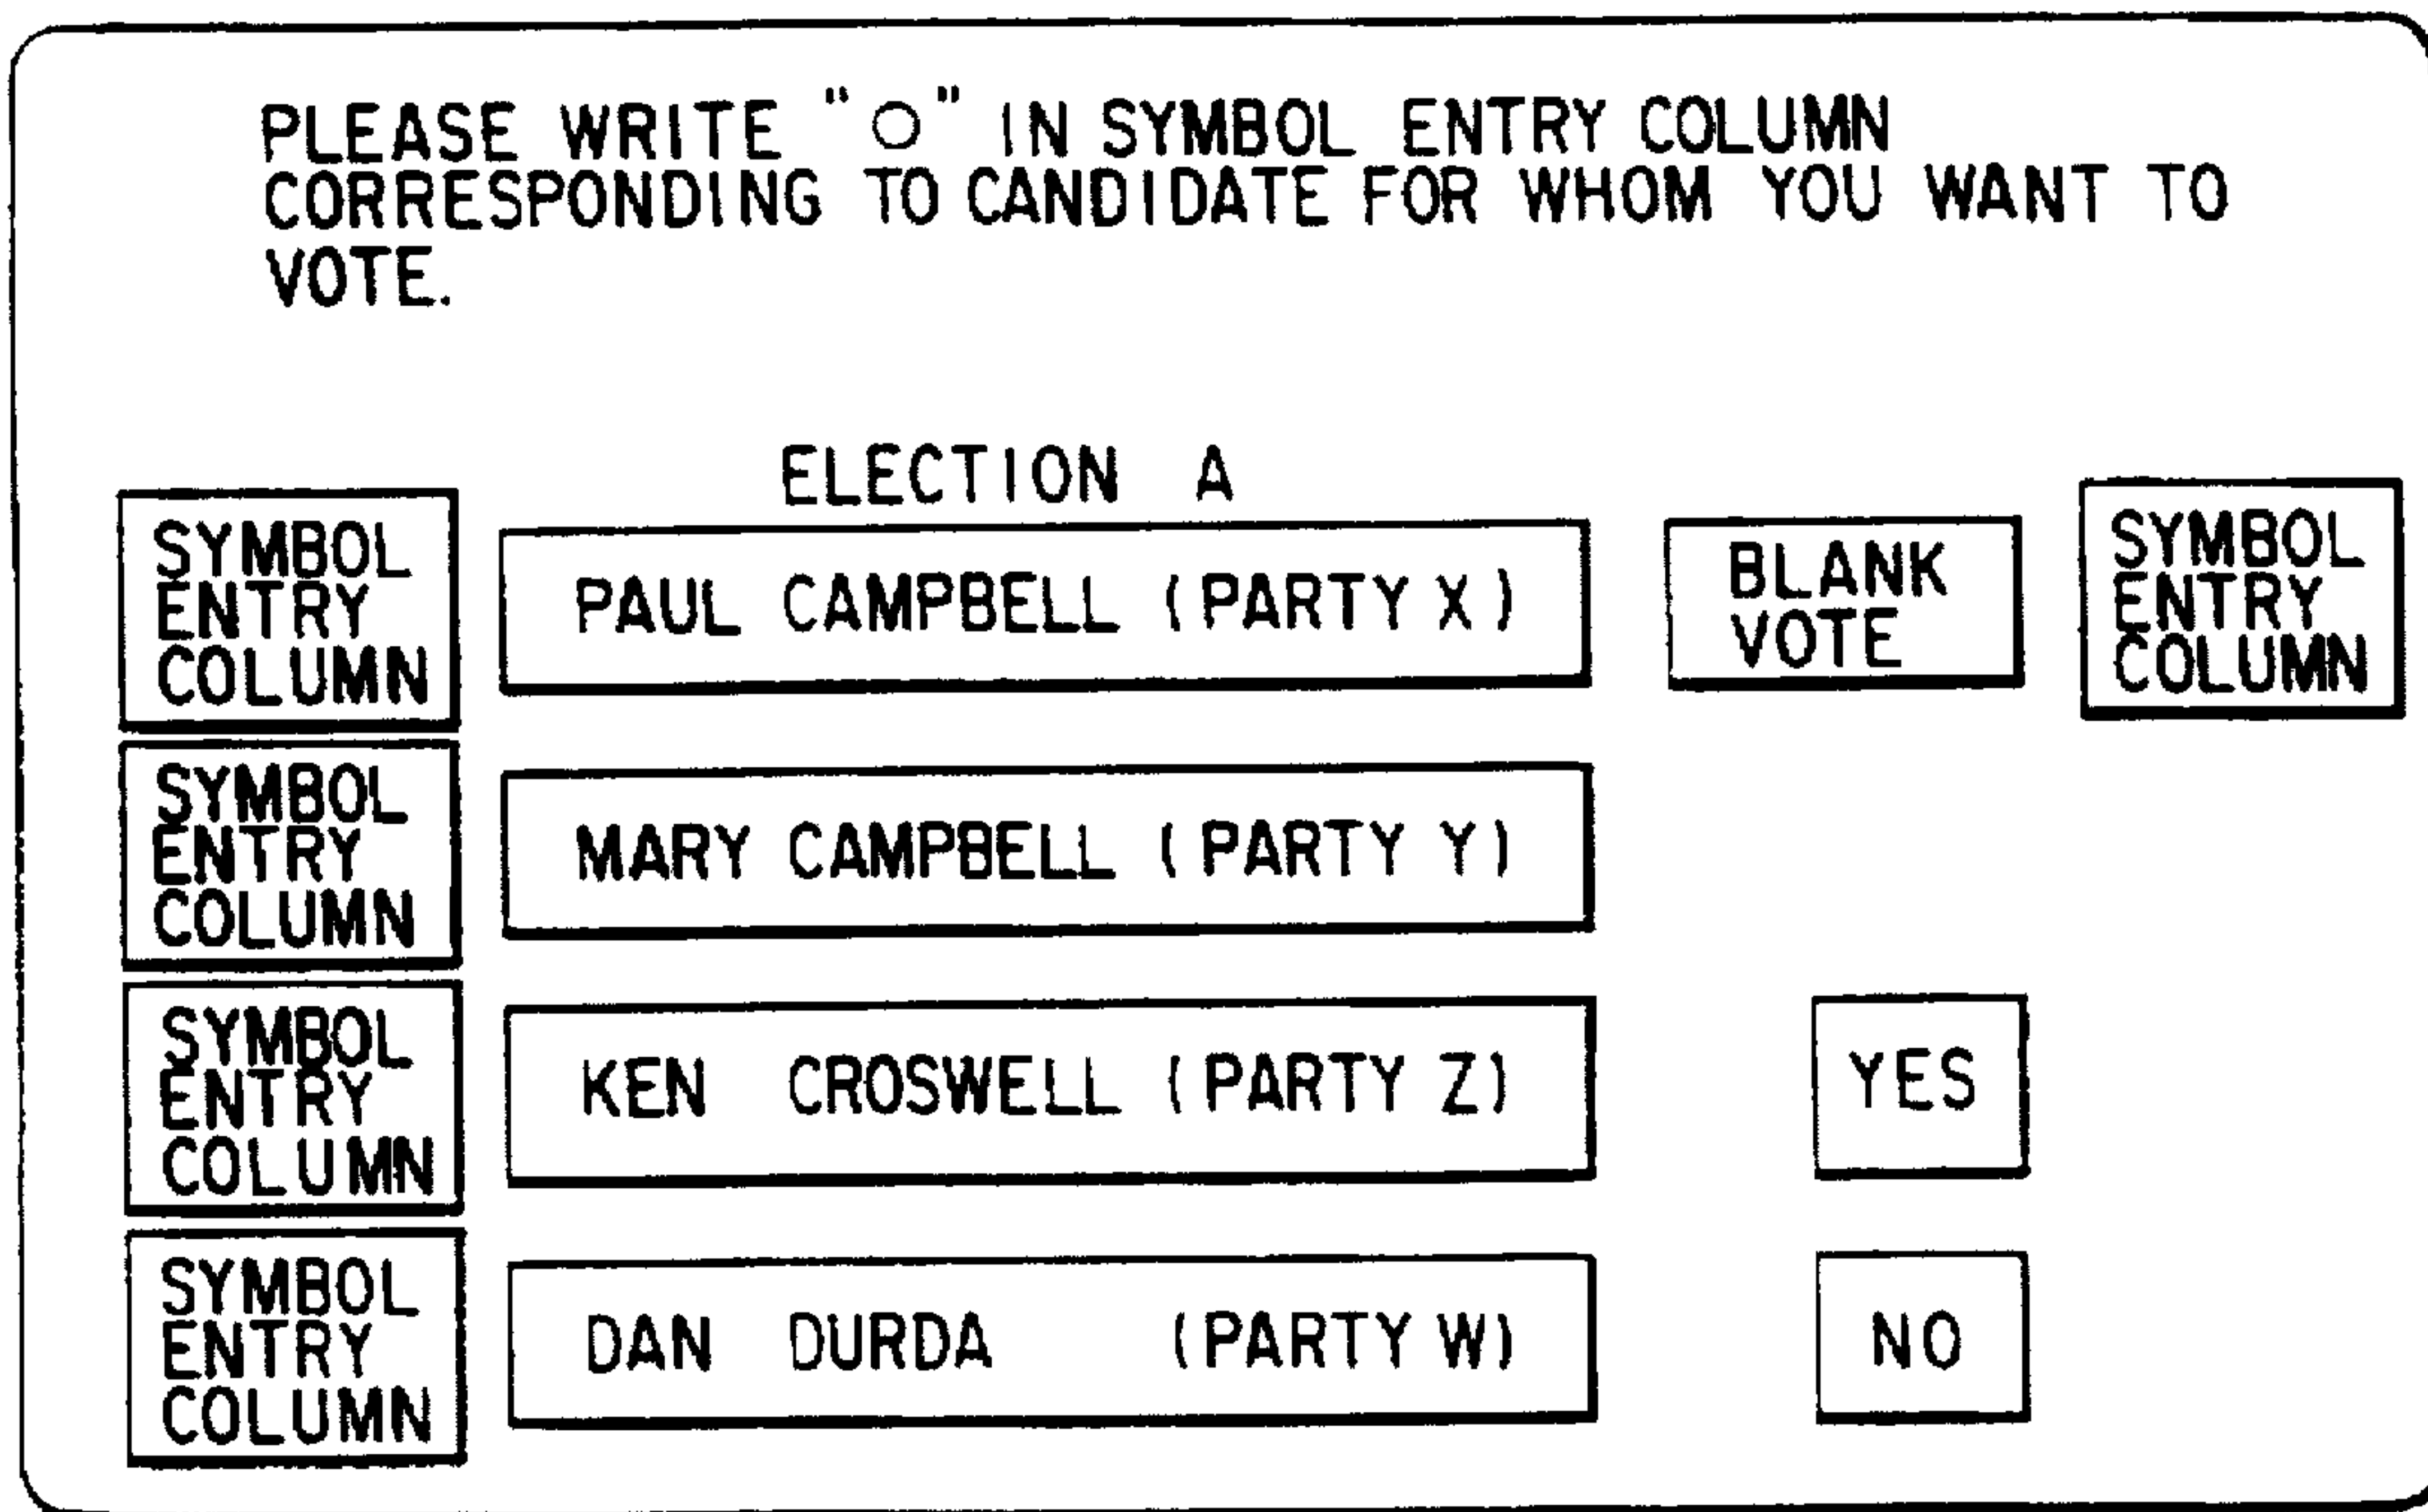 PLEASE WRITE "○" IN SYMBOL ENTRY COLUMN
CORRESPONDING TO CANDIDATE FOR WHOM YOU WANT TO
VOTE.
ELECTION A
SYMBOL
ENTRY
COLUMN
PAUL CAMPBELL (PARTY X)
BLANK
VOTE
SYMBOL
ENTRY
COLUMN
SYMBOL
ENTRY
COLUMN
MARY CAMPBELL (PARTY Y)
SYMBOL
ENTRY
COLUMN
KEN CROSWELL (PARTY Z)
YES
SYMBOL
ENTRY
COLUMN
DAN DURDA (PARTY W)
NO